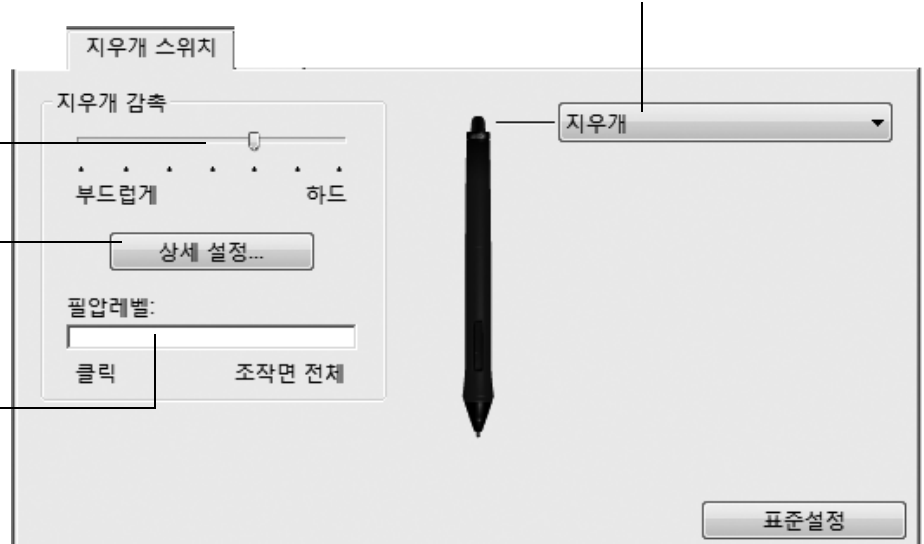 지우개 스위치
지우개 감촉
지우개
부드럽게 하드
상세 설정...
필압레벨:
클릭 조작면 전체
표준설정